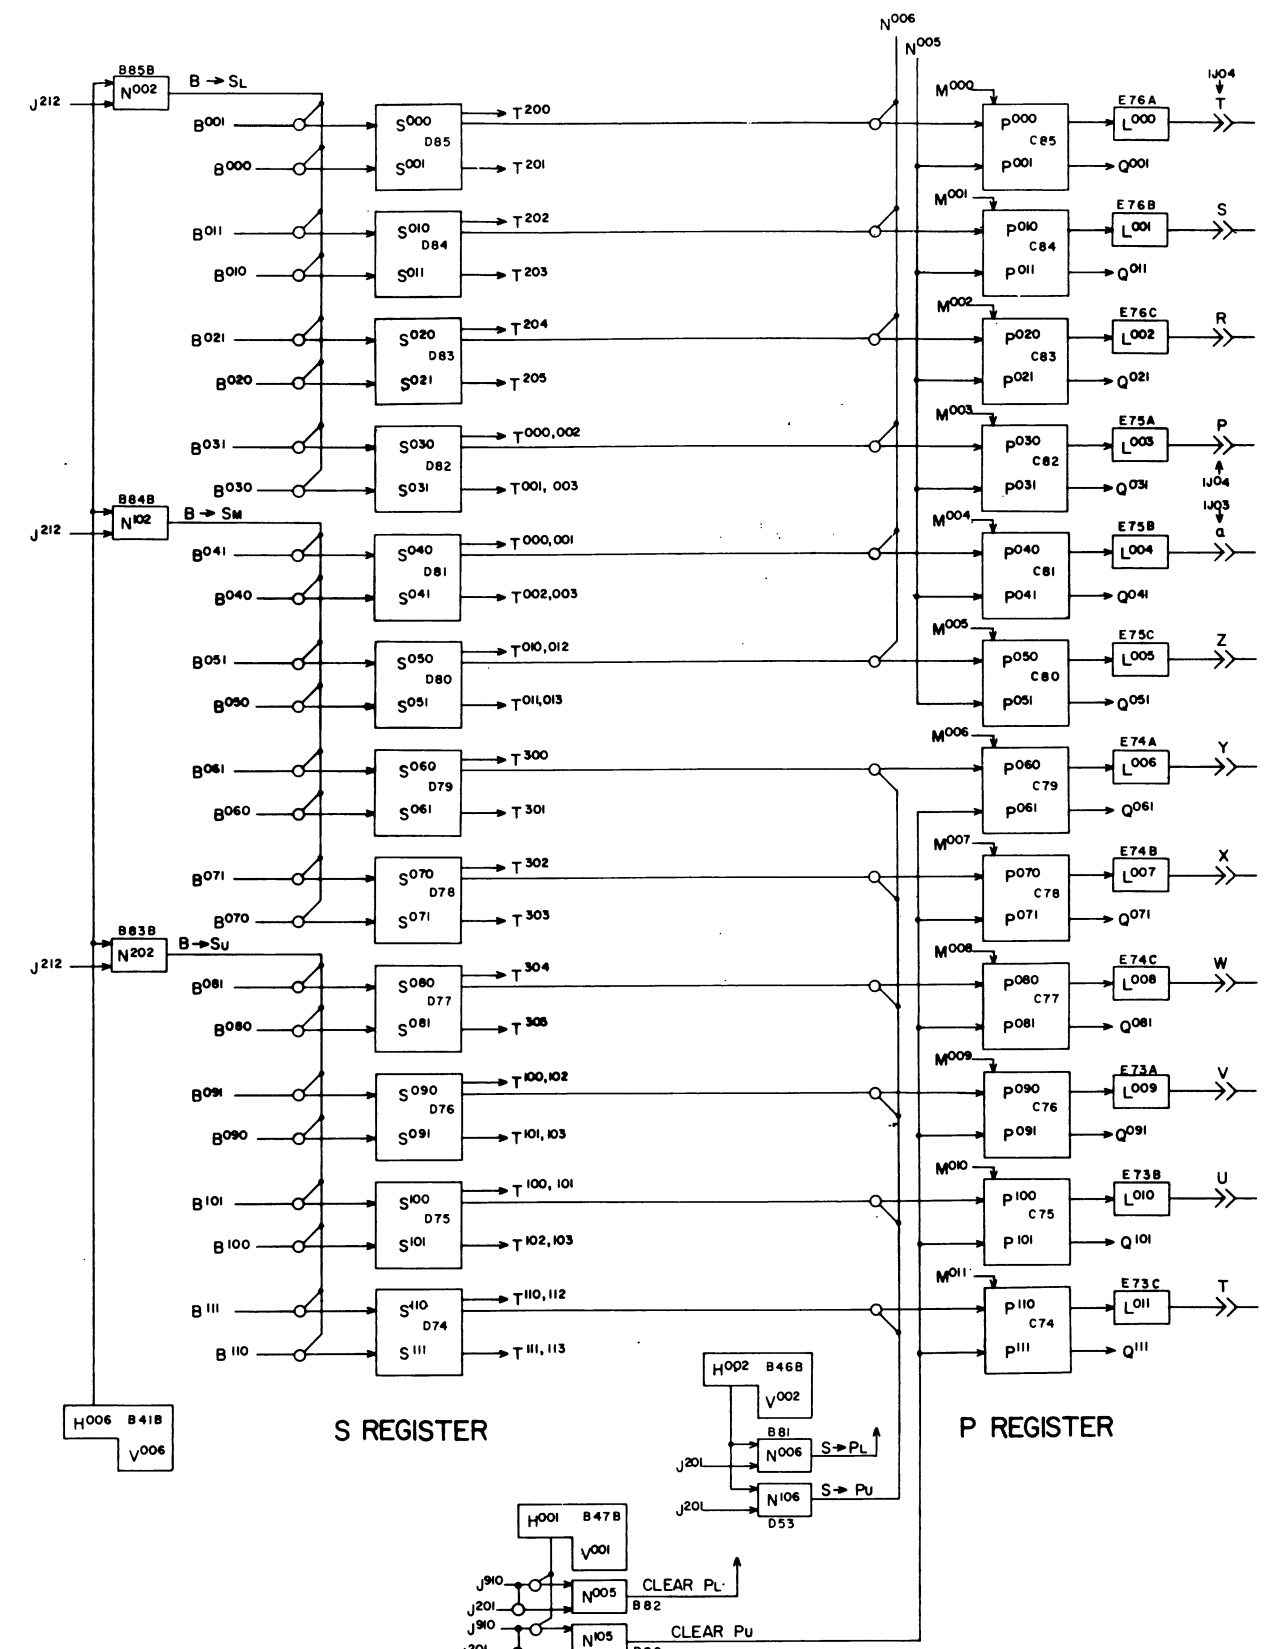 N006
N005
B85B
N002
B → SL
J212
1J04
B001
S000
D85
S001
T200
T201
B000
M000
P000
C85
P001
E76A
L000
T
Q001
B011
S010
D84
S011
T202
T203
B010
M001
P010
C84
P011
E76B
L001
S
Q011
B021
S020
D83
S021
T204
T205
B020
M002
P020
C83
P021
E76C
L002
R
Q021
B031
S030
D82
S031
T000,002
T001, 003
B030
M003
P030
C82
P031
E75A
L003
P
Q031
1J04
1J03
B84B
N102
B → SM
J212
B041
S040
D81
S041
T000,001
T002,003
B040
M004
P040
C81
P041
E75B
L004
a
Q041
B051
S050
D80
S051
T010,012
T011,013
B050
M005
P050
C80
P051
E75C
L005
Z
Q051
B061
S060
D79
S061
T300
T301
B060
M006
P060
C79
P061
E74A
L006
Y
Q061
B071
S070
D78
S071
T302
T303
B070
M007
P070
C78
P071
E74B
L007
X
Q071
B83B
N202
B → SU
J212
B081
S080
D77
S081
T304
T305
B080
M008
P080
C77
P081
E74C
L008
W
Q081
B091
S090
D76
S091
T100,102
T101,103
B090
M009
P090
C76
P091
E73A
L009
V
Q091
B101
S100
D75
S101
T100, 101
T102,103
B100
M010
P100
C75
P101
E73B
L010
U
Q101
B111
S110
D74
S111
T110,112
T111,113
B110
M011
P110
C74
P111
E73C
L011
T
Q111
H006 B41B
V006
S REGISTER
P REGISTER
H002 B46B
V002
B81
N006
S → PL
J201
N106
S → PU
J201
D53
H001 B47B
V001
J910
J201
N005
CLEAR PL
B82
J910
N105
CLEAR PU